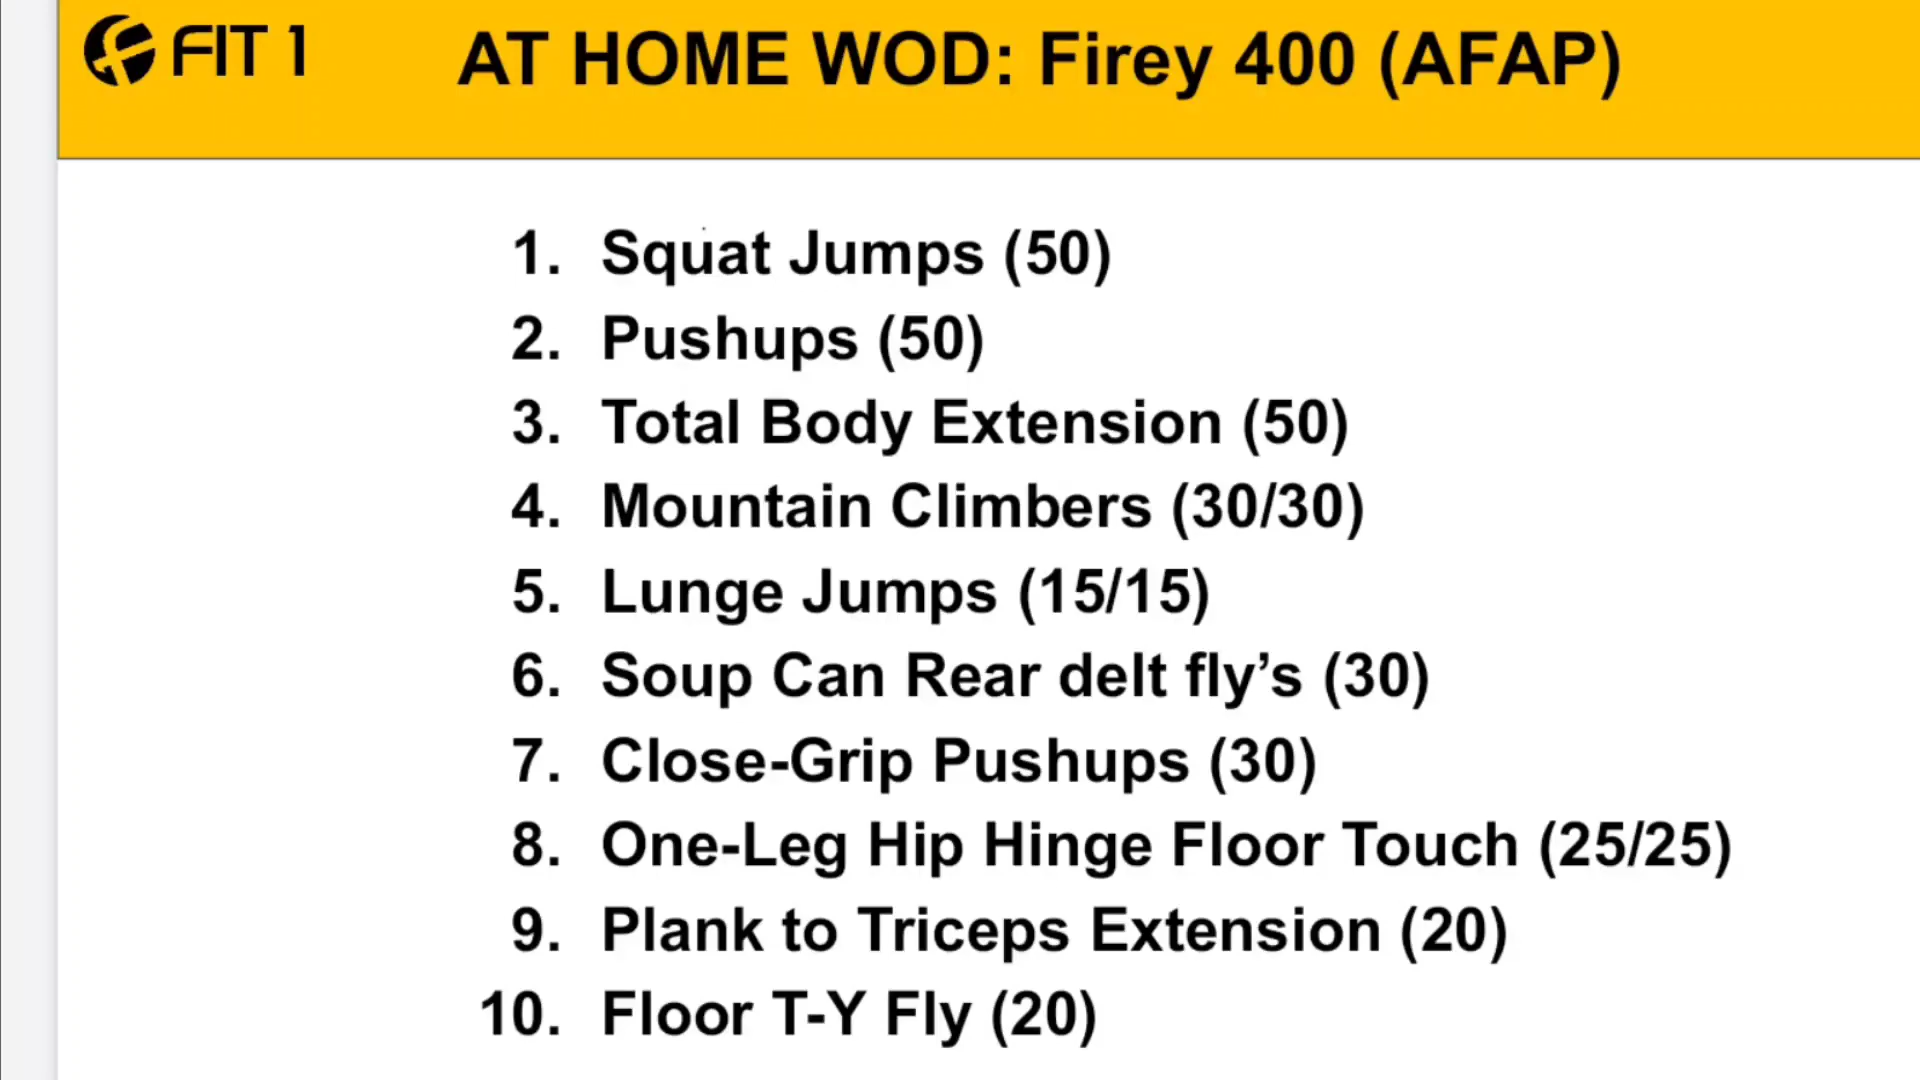 FIT 1
AT HOME WOD: Firey 400 (AFAP)
1. Squat Jumps (50)
2. Pushups (50)
3. Total Body Extension (50)
4. Mountain Climbers (30/30)
5. Lunge Jumps (15/15)
6. Soup Can Rear delt fly’s (30)
7. Close-Grip Pushups (30)
8. One-Leg Hip Hinge Floor Touch (25/25)
9. Plank to Triceps Extension (20)
10. Floor T-Y Fly (20)